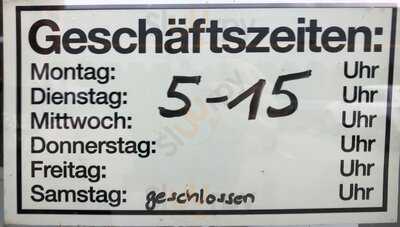 Geschäftszeiten:
Montag: Uhr
Dienstag: 5-15 Uhr
Mittwoch: Uhr
Donnerstag: Uhr
Freitag: Uhr
Samstag: geschlossen Uhr